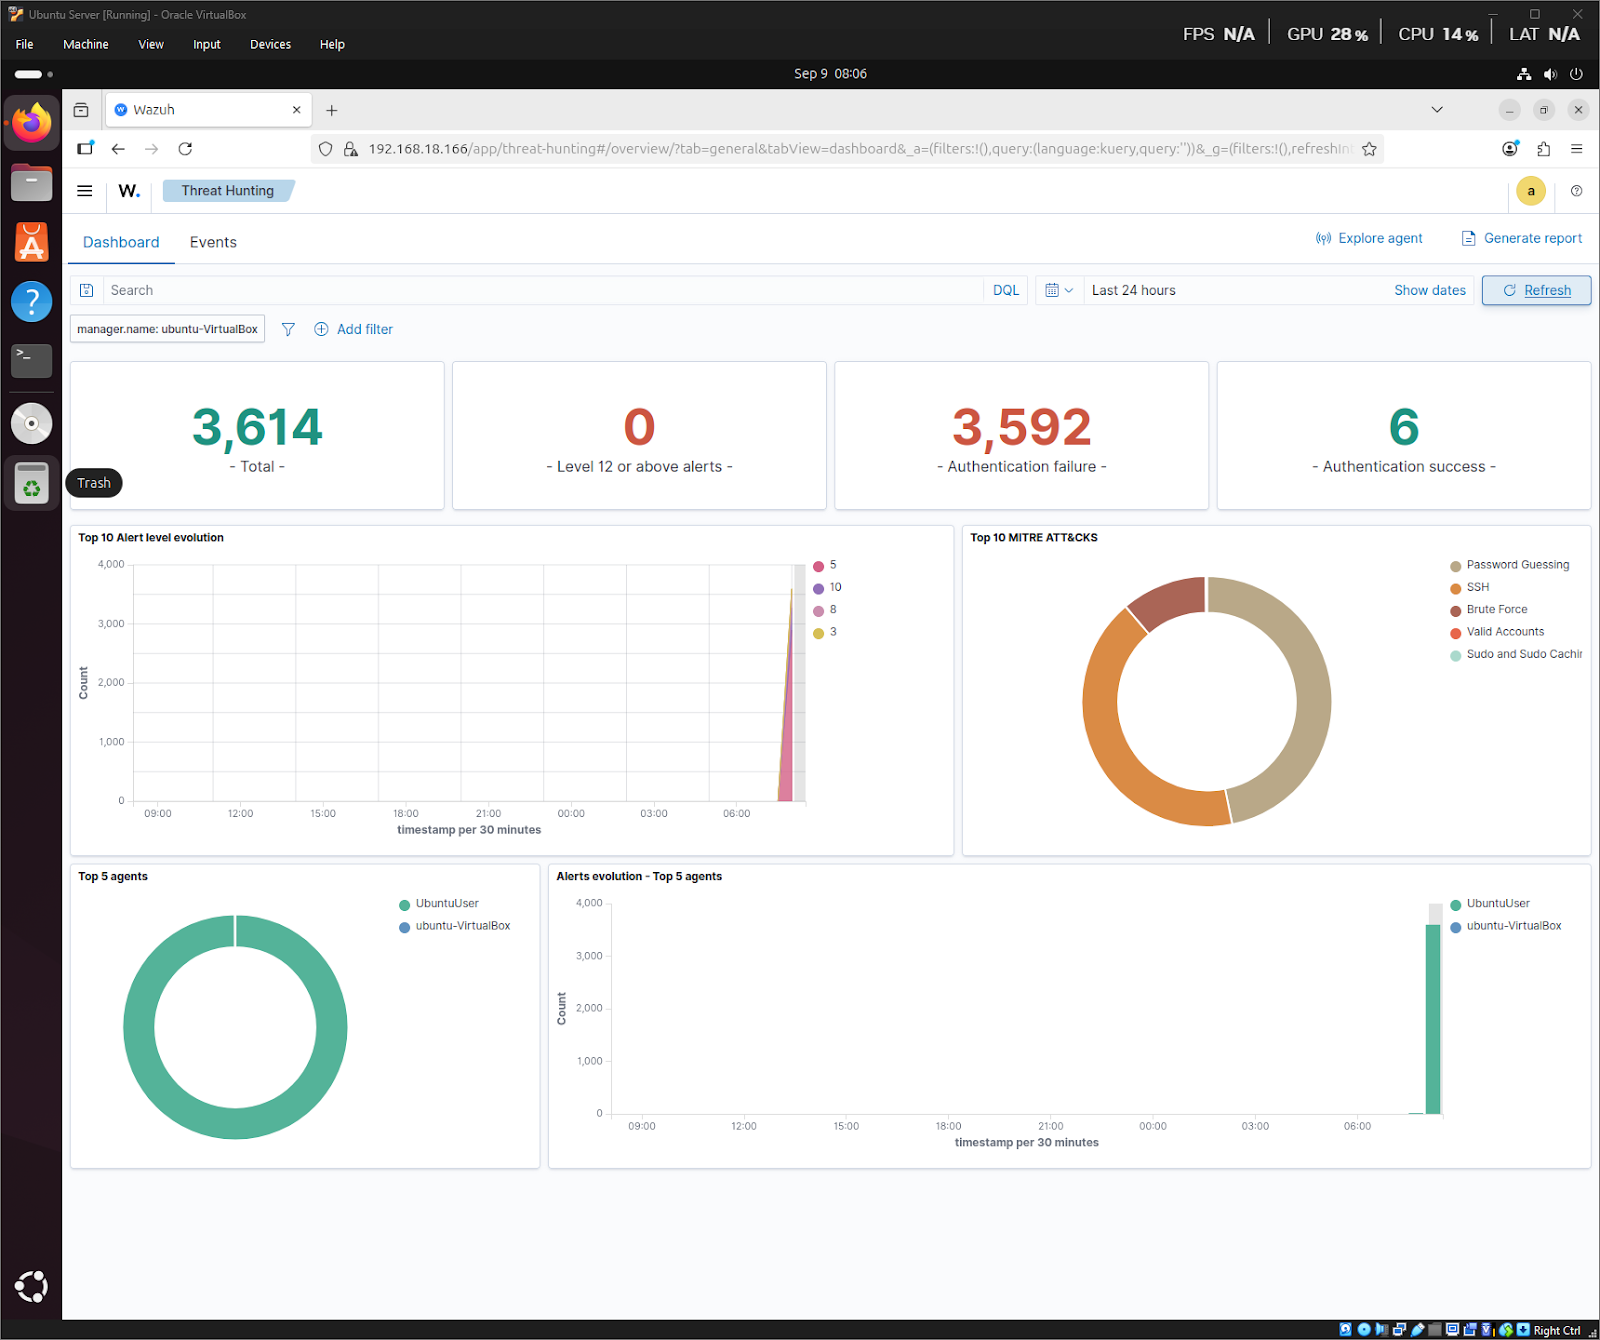 Ubuntu Server [Running] - Oracle VirtualBox
File Machine View Input Devices Help
FPS N/A GPU 28 % CPU 14 % LAT N/A
Sep 9 08:06
Wazuh
192.168.18.166/app/threat-hunting#/overview/?tab=general&tabView=dashboard&_a=(filters:!(),query:(language:kuery,query:''))&_g=(filters:!(),refreshInt
W. Threat Hunting a
Dashboard Events Explore agent Generate report
Search DQL Last 24 hours Show dates Refresh
manager.name: ubuntu-VirtualBox Add filter
3,614
- Total -
0
- Level 12 or above alerts -
3,592
- Authentication failure -
6
- Authentication success -
Trash
Top 10 Alert level evolution
4,000
3,000
2,000
1,000
0
Count
09:00 12:00 15:00 18:00 21:00 00:00 03:00 06:00
timestamp per 30 minutes
5
10
8
3
Top 10 MITRE ATT&CKS
Password Guessing
SSH
Brute Force
Valid Accounts
Sudo and Sudo Cachir
Top 5 agents
UbuntuUser
ubuntu-VirtualBox
Alerts evolution - Top 5 agents
4,000
3,000
2,000
1,000
0
Count
09:00 12:00 15:00 18:00 21:00 00:00 03:00 06:00
timestamp per 30 minutes
UbuntuUser
ubuntu-VirtualBox
Right Ctrl